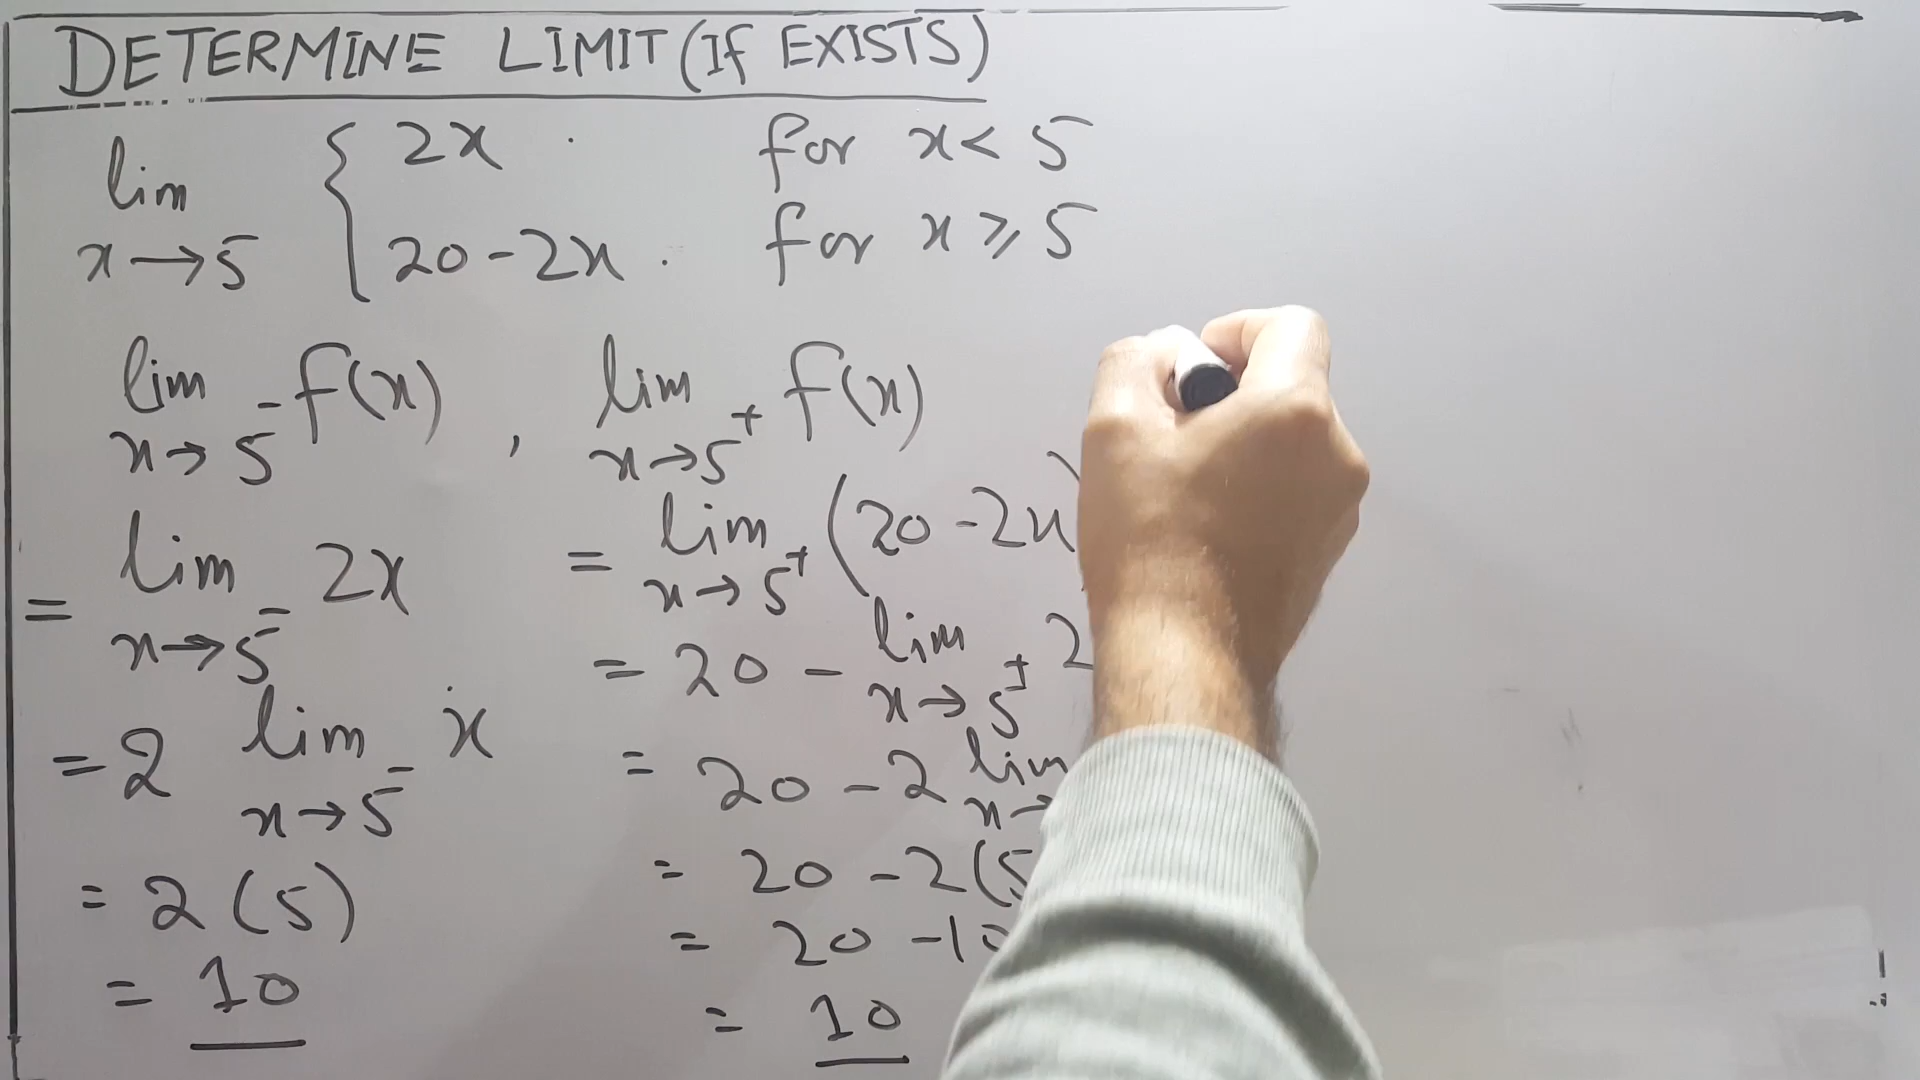 DETERMINE LIMIT (If EXISTS)
lim x→5 { 2x for x < 5
20 - 2x for x ≥ 5
lim x→5⁻ f(x) , lim x→5⁺ f(x)
= lim x→5⁻ 2x
= 2 lim x→5⁻ x
= 2 (5)
= 10
= lim x→5⁺ (20 - 2x)
= 20 - lim x→5⁺ 2
= 20 - 2 lim x→
= 20 - 2(5
= 20 - 10
= 10